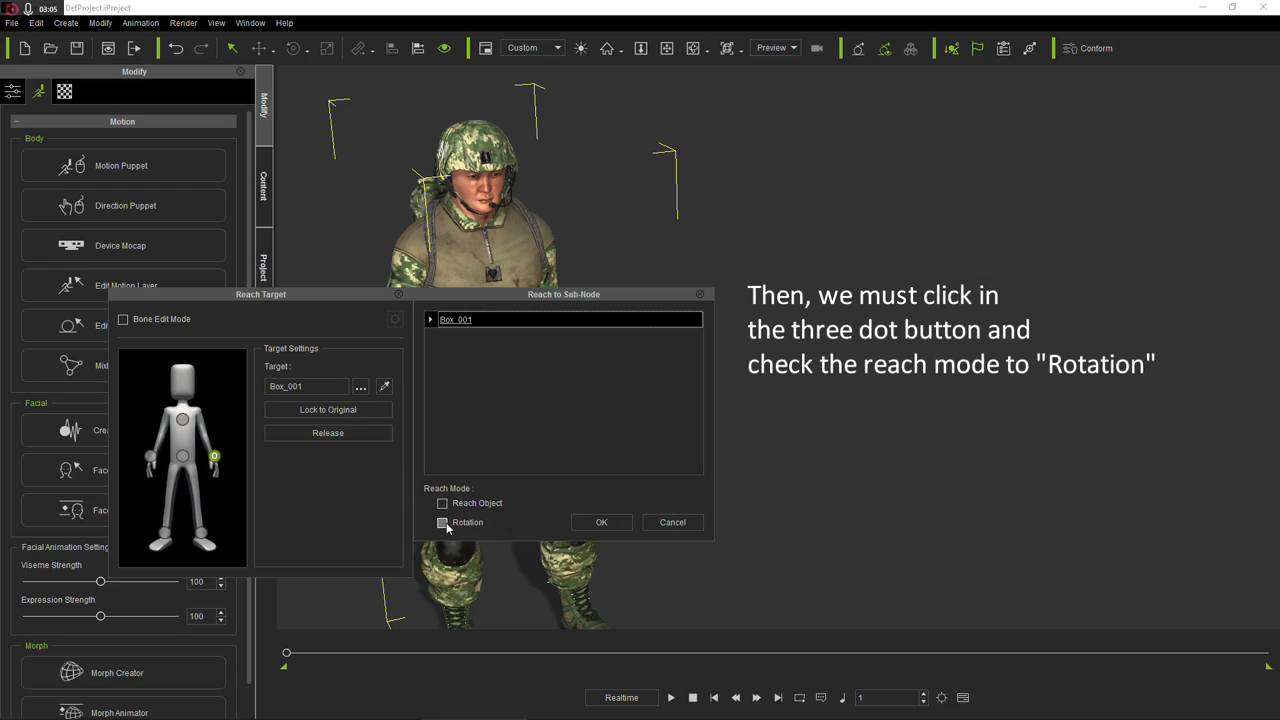 03:05 DefProject.iProject
File Edit Create Modify Animation Render View Window Help
Custom Preview Conform
Modify
Modify
Content
Project
Motion
Body
Motion Puppet
Direction Puppet
Device Mocap
Edit Motion Layer
Facial
Facial Animation Setting
Viseme Strength
100
Expression Strength
100
Morph
Morph Creator
Morph Animator
Reach Target
Bone Edit Mode
Target Settings
Target :
Box_001 ...
Lock to Original
Release
Reach to Sub-Node
Box_001
Reach Mode :
Reach Object
Rotation
OK Cancel
Then, we must click in
the three dot button and
check the reach mode to "Rotation"
Realtime 1